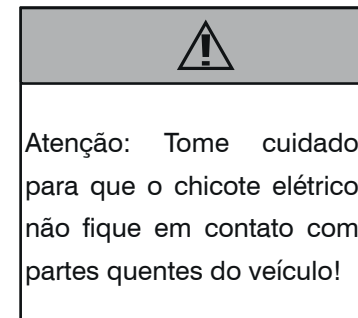 Atenção: Tome cuidado
para que o chicote elétrico
não fique em contato com
partes quentes do veículo!